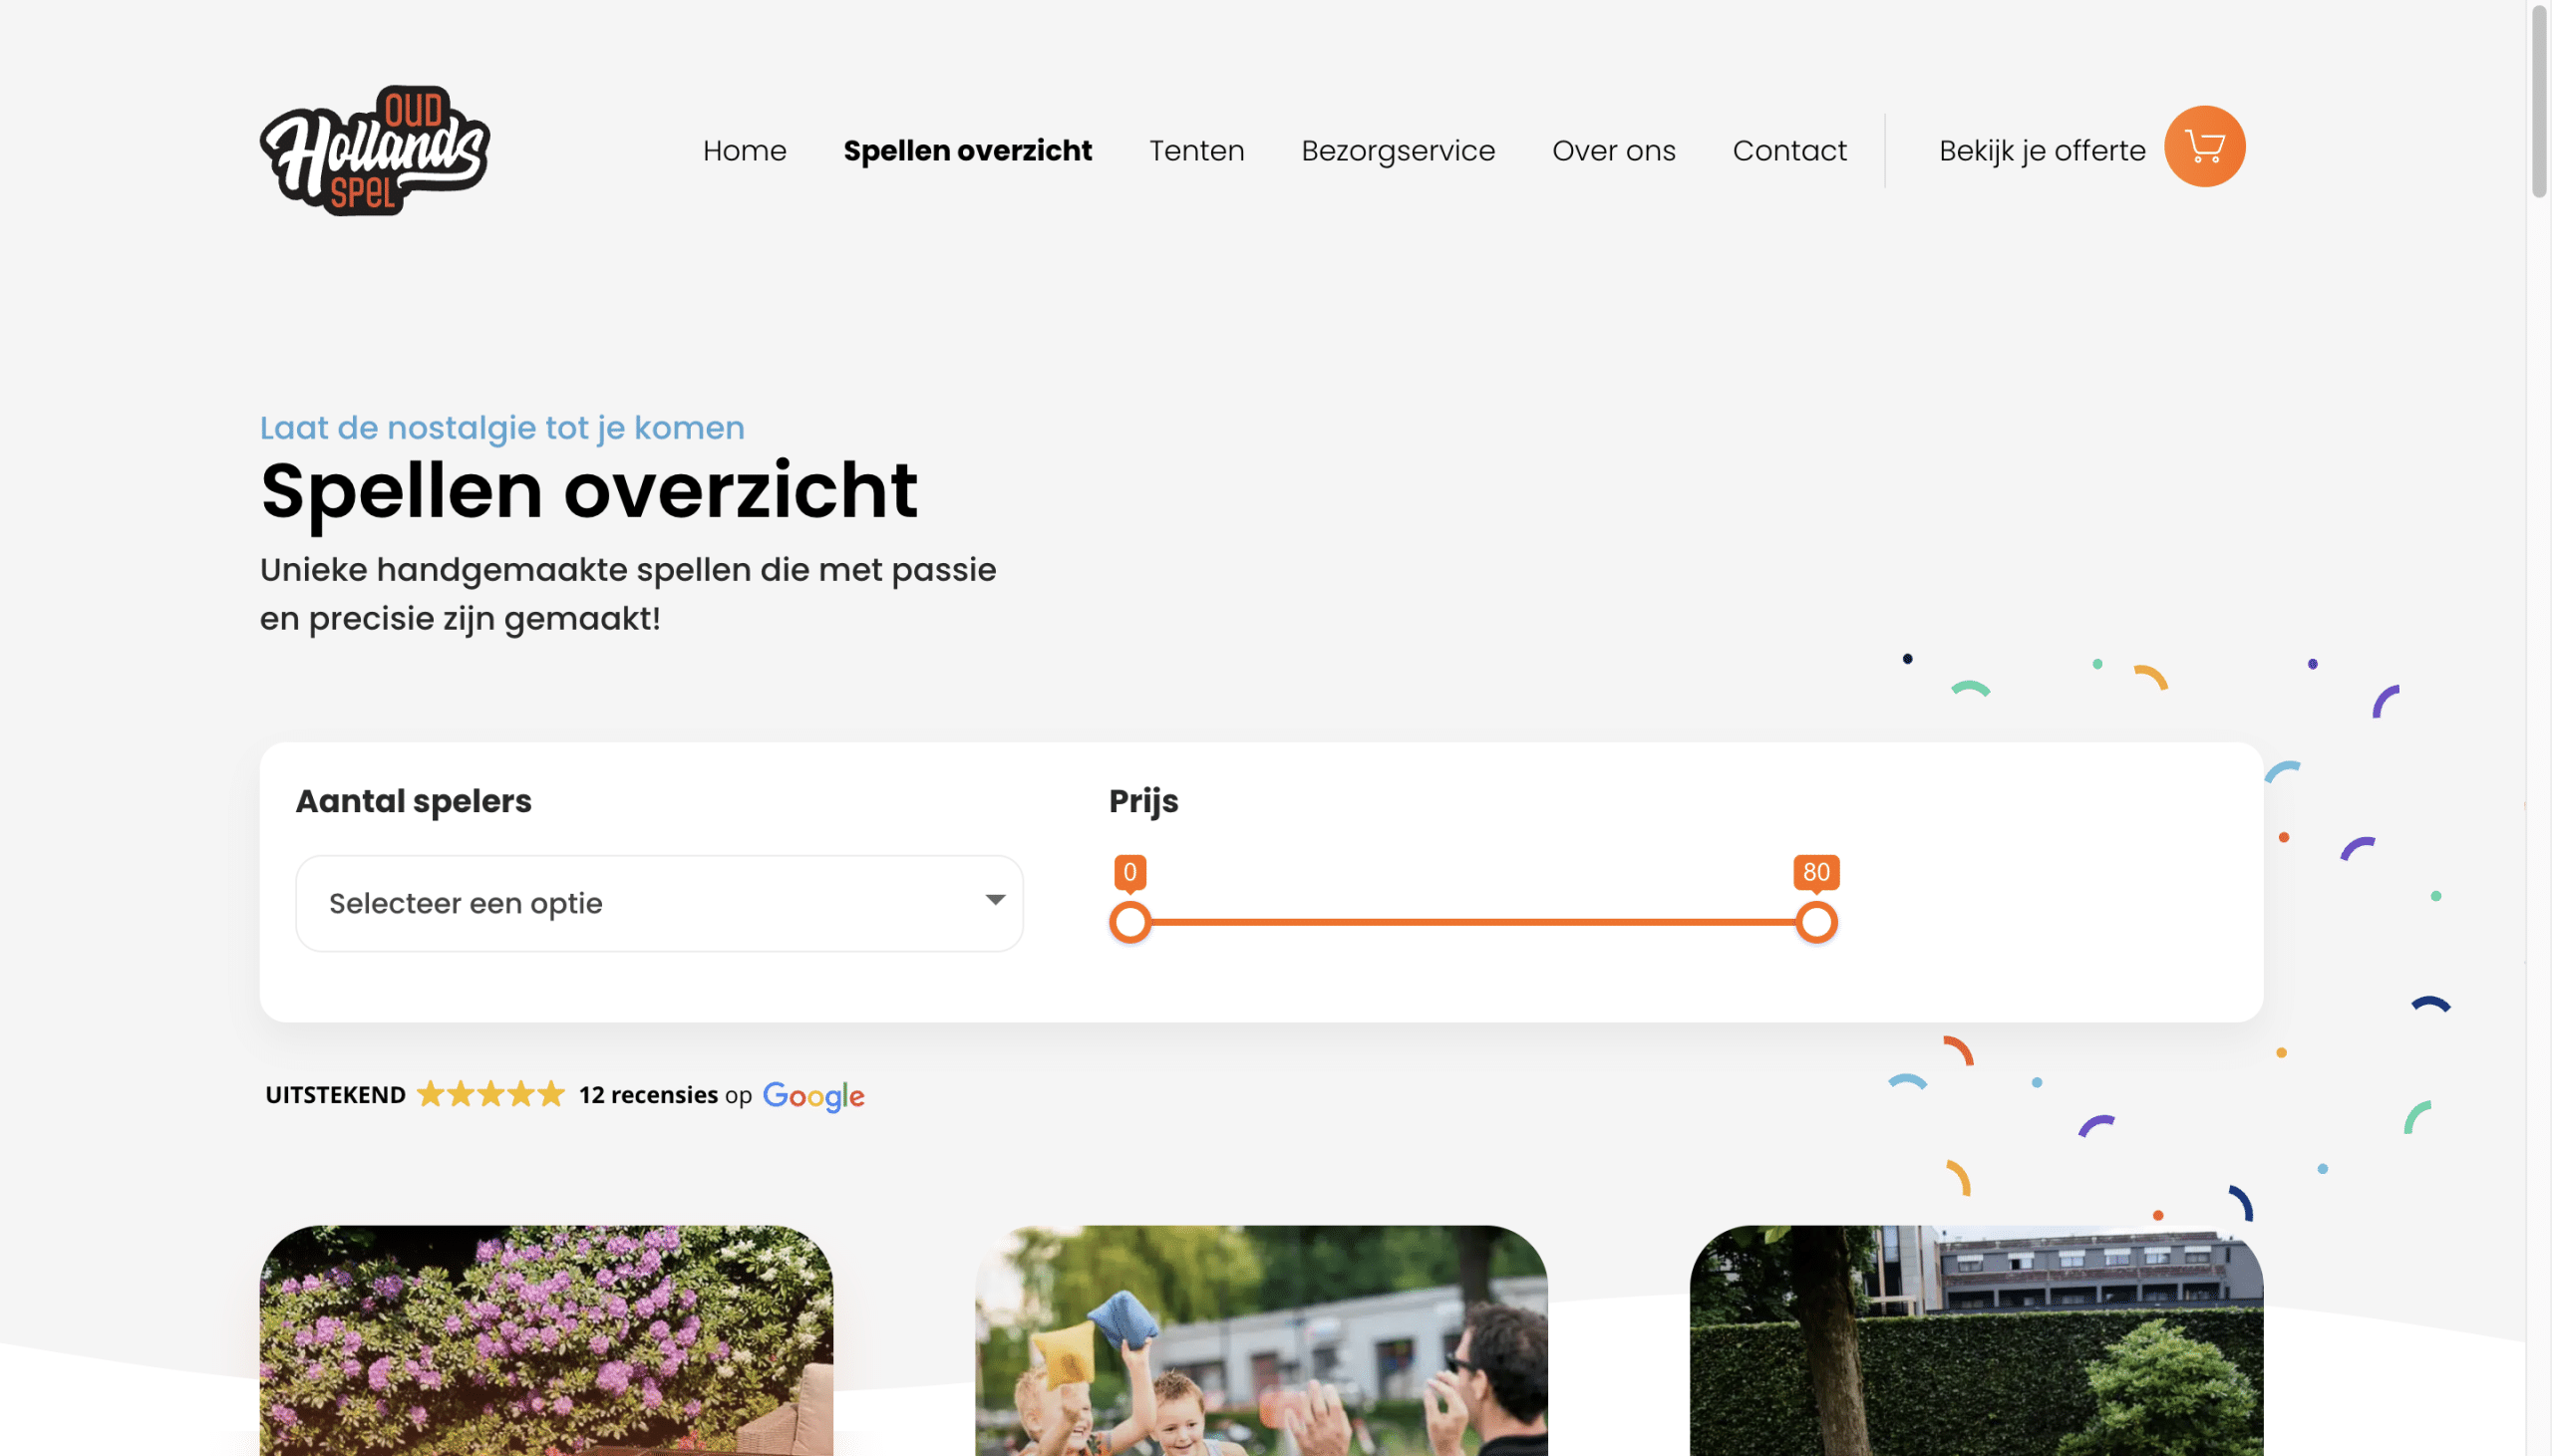 OUD
Hollands
SPEL
Home
Spellen overzicht
Tenten
Bezorgservice
Over ons
Contact
Bekijk je offerte
Laat de nostalgie tot je komen
Spellen overzicht
Unieke handgemaakte spellen die met passie
en precisie zijn gemaakt!
Aantal spelers
Selecteer een optie
Prijs
0
80
UITSTEKEND 12 recensies op Google